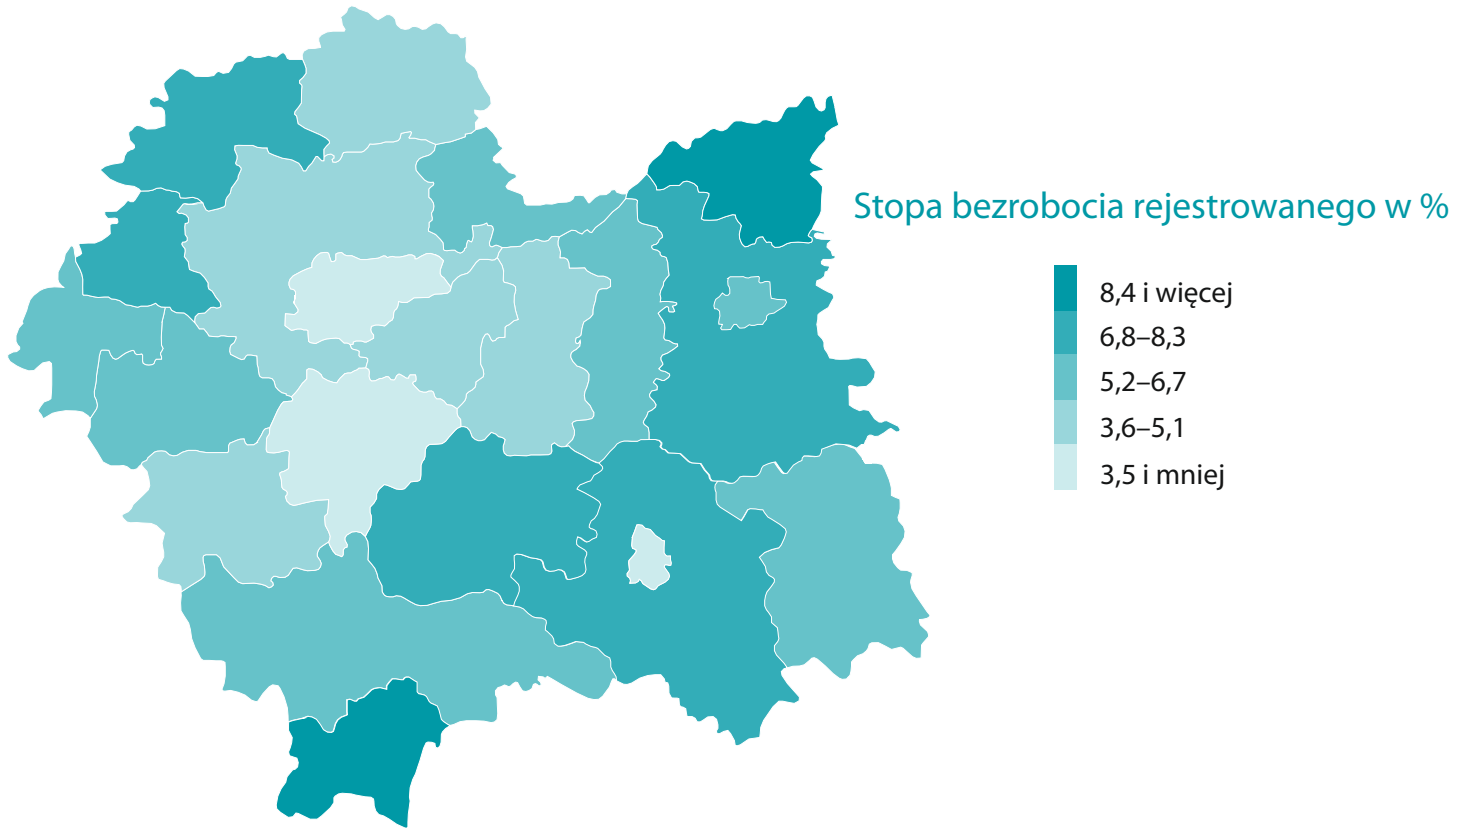 Stopa bezrobocia rejestrowanego w %
8,4 i więcej
6,8–8,3
5,2–6,7
3,6–5,1
3,5 i mniej